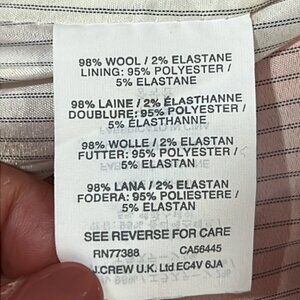 98% WOOL / 2% ELASTANE
LINING: 95% POLYESTER /
5% ELASTANE
98% LAINE / 2% ÉLASTHANNE
DOUBLURE: 95% POLYESTER /
5% ÉLASTHANNE
98% WOLLE / 2% ELASTAN
FUTTER: 95% POLYESTER /
5% ELASTAN
98% LANA / 2% ELASTAN
FODERA: 95% POLIESTERE /
5% ELASTAN
SEE REVERSE FOR CARE
RN77388 CA56445
J.CREW U.K. Ltd EC4V 6JA